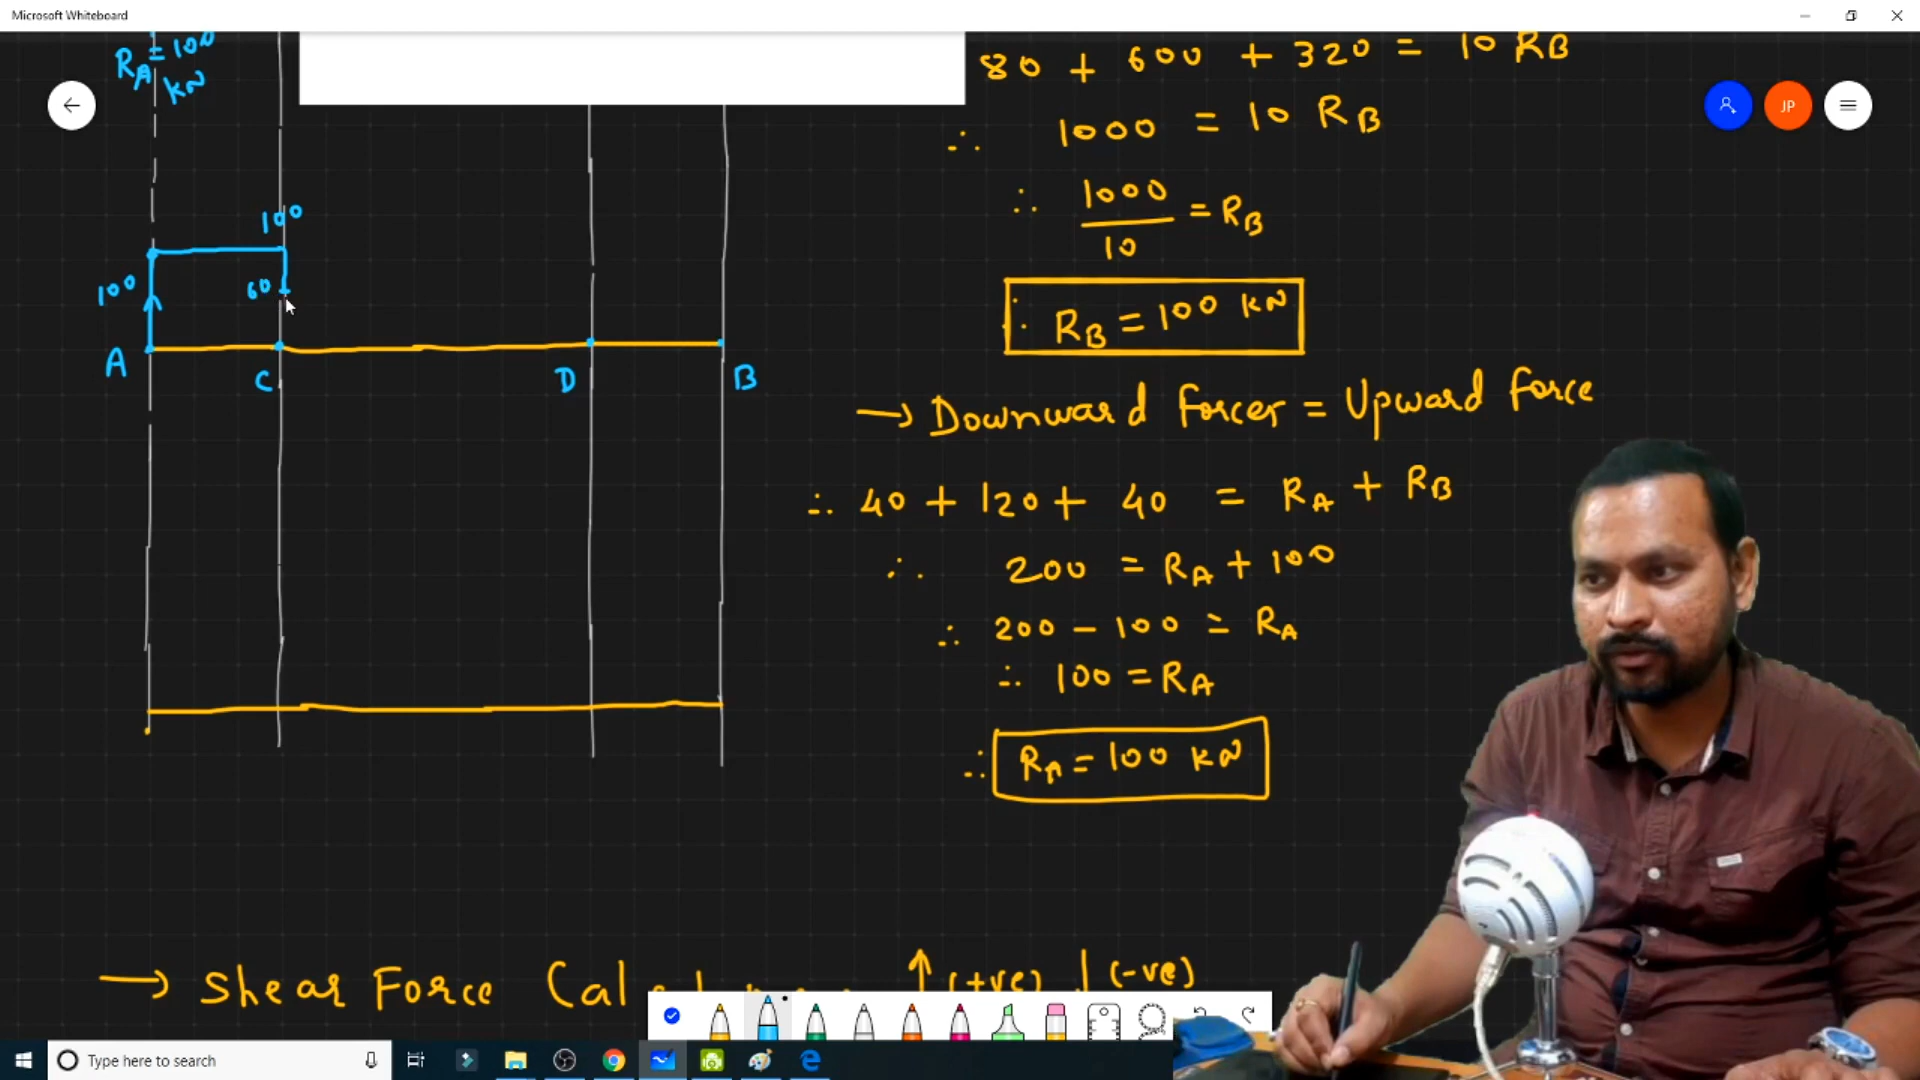 Microsoft Whiteboard
RA = 100
kN
80 + 600 + 320 = 10 RB
∴ 1000 = 10 RB
∴ 1000/10 = RB
∴ RB = 100 kN
100
100
60
A
C
D
B
→ Downward forces = Upward force
∴ 40 + 120 + 40 = RA + RB
∴ 200 = RA + 100
∴ 200 - 100 = RA
∴ 100 = RA
∴ RA = 100 kN
→ Shear Force
↑ (+ve) ↓ (-ve)
JP
Type here to search